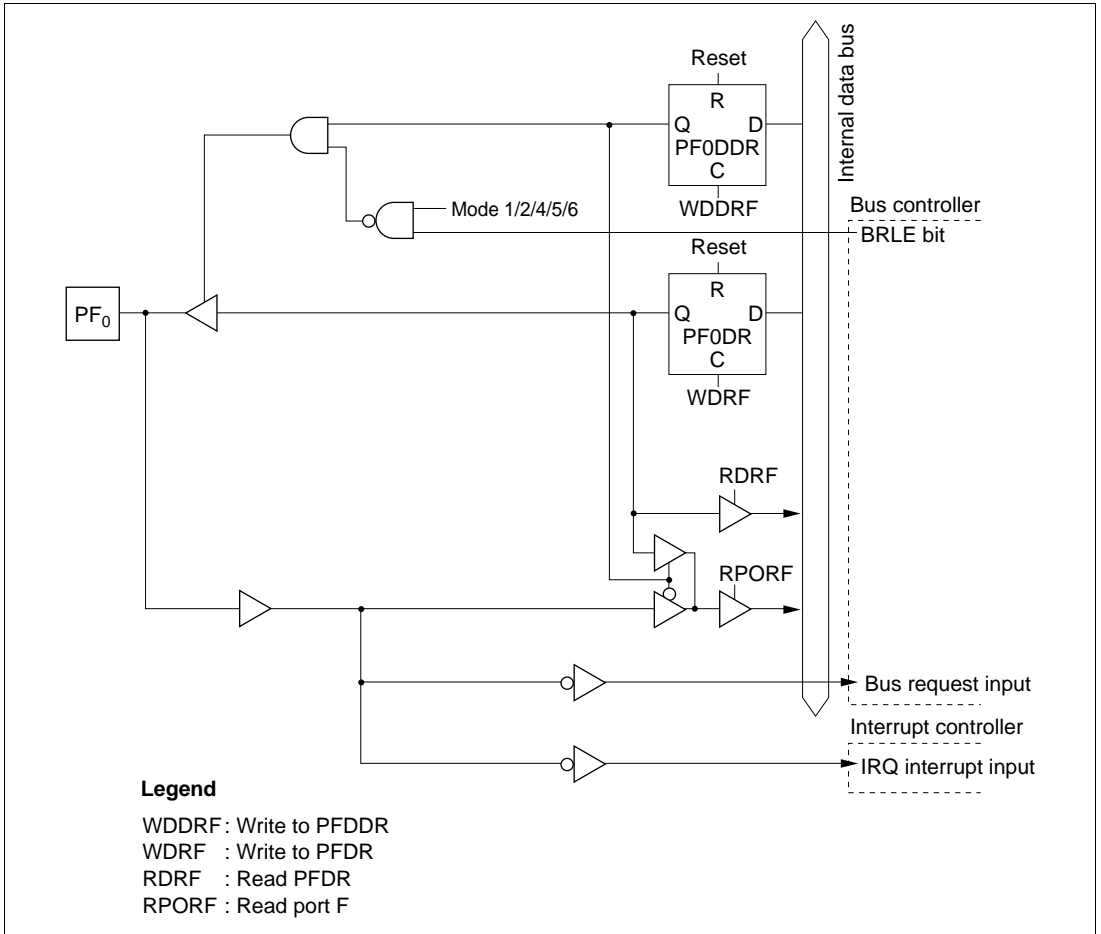 Reset
Internal data bus
R
Q D
PF0DDR
C
WDDRF
Mode 1/2/4/5/6
Bus controller
BRLE bit
Reset
R
Q D
PF0DR
C
WDRF
PF0
RDRF
RPORF
Bus request input
Interrupt controller
IRQ interrupt input
Legend
WDDRF : Write to PFDDR
WDRF : Write to PFDR
RDRF : Read PFDR
RPORF : Read port F